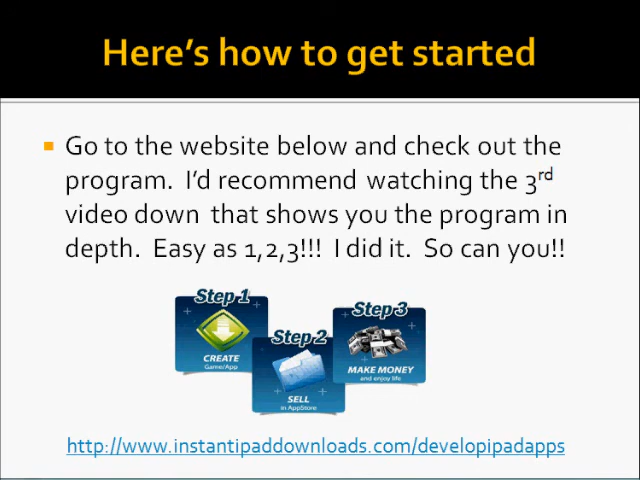 Here's how to get started
Go to the website below and check out the
program.  I'd recommend watching the 3rd
video down  that shows you the program in
depth.  Easy as 1,2,3!!!  I did it.  So can you!!
Step 1
CREATE
Game/App
Step 2
SELL
in AppStore
Step 3
MAKE MONEY
and enjoy life
http://www.instantipaddownloads.com/developipadapps